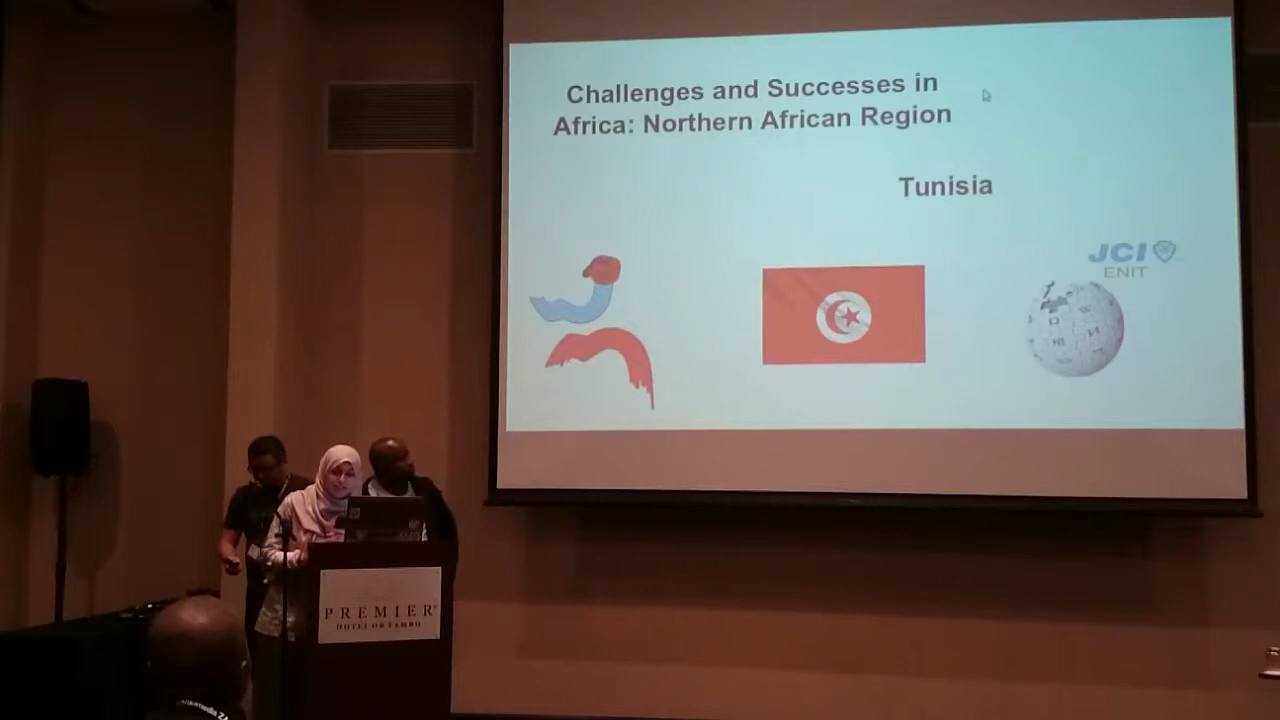 Challenges and Successes in
Africa: Northern African Region
Tunisia
JCI
ENIT
PREMIER
HOTEL OR TAMBO